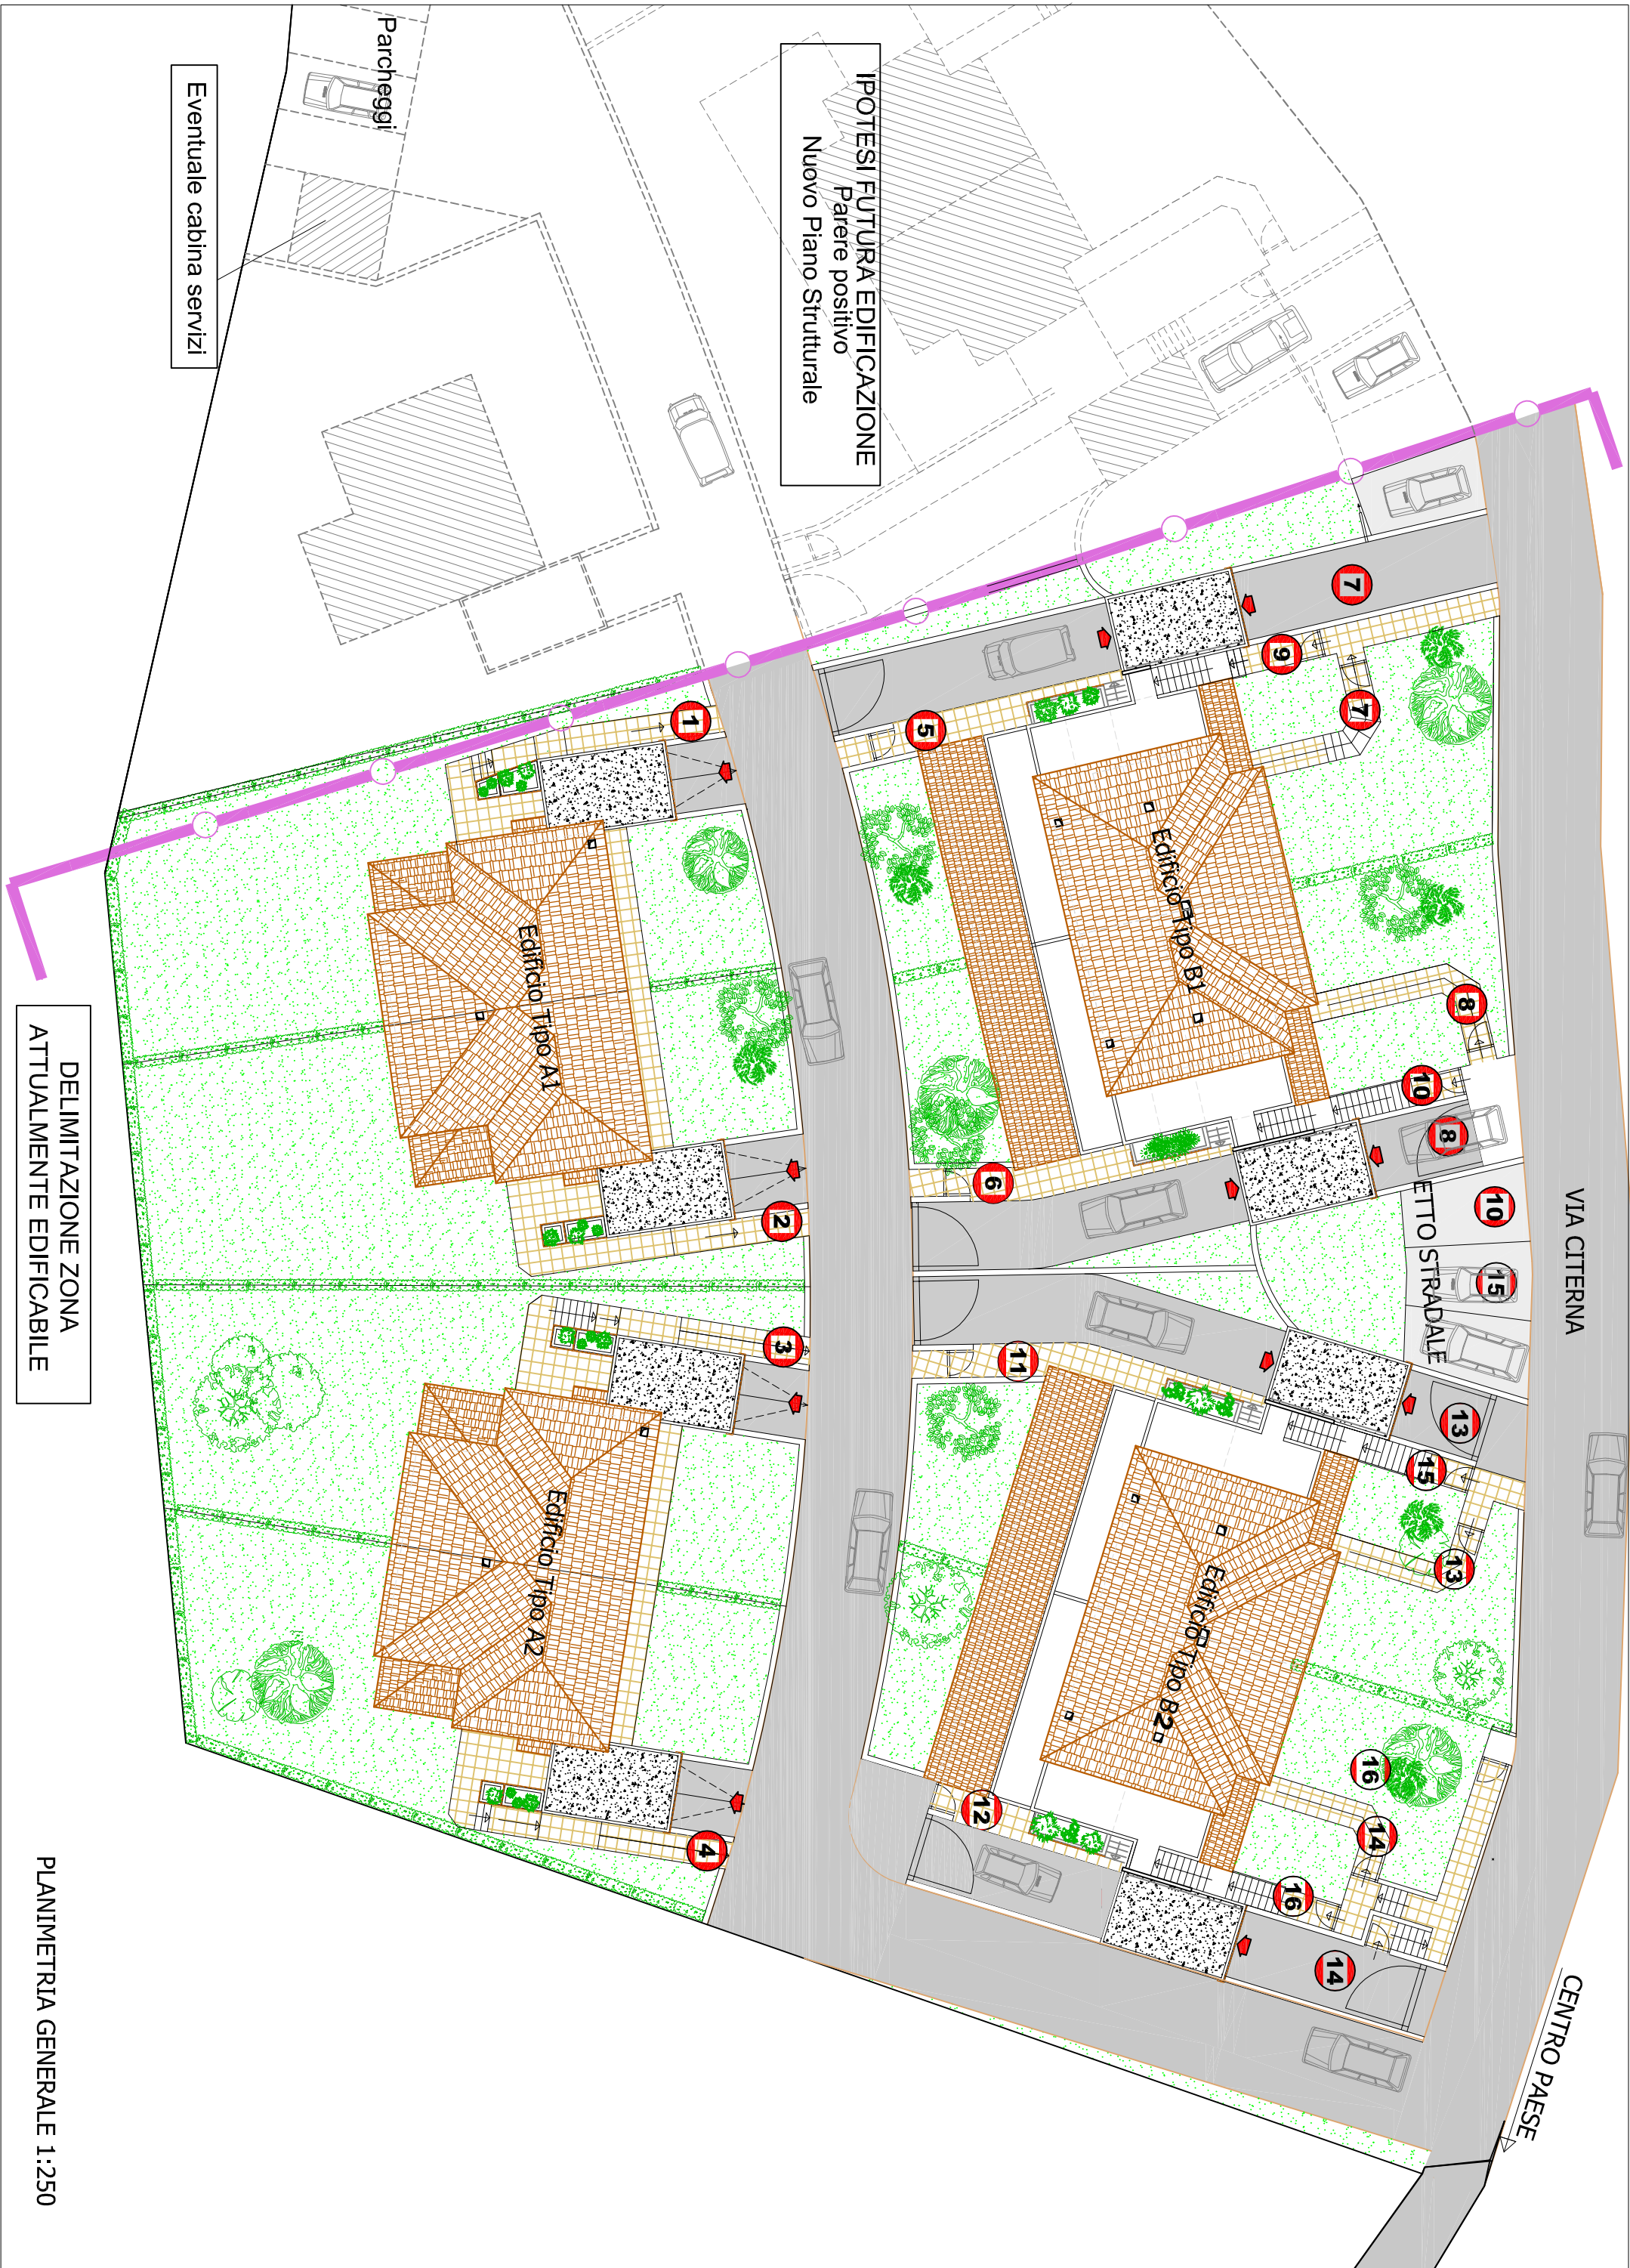 VIA CITERNA
CENTRO PAESE
ETTO STRADALE
7
9
7
8
10
8
10
15
13
15
13
16
14
16
14
Edificio Tipo B1
Edificio Tipo B2
5
6
11
12
IPOTESI FUTURA EDIFICAZIONE
Parere positivo
Nuovo Piano Strutturale
1
2
3
4
Edificio Tipo A1
Edificio Tipo A2
Parcheggi
Eventuale cabina servizi
DELIMITAZIONE ZONA
ATTUALMENTE EDIFICABILE
PLANIMETRIA GENERALE 1:250